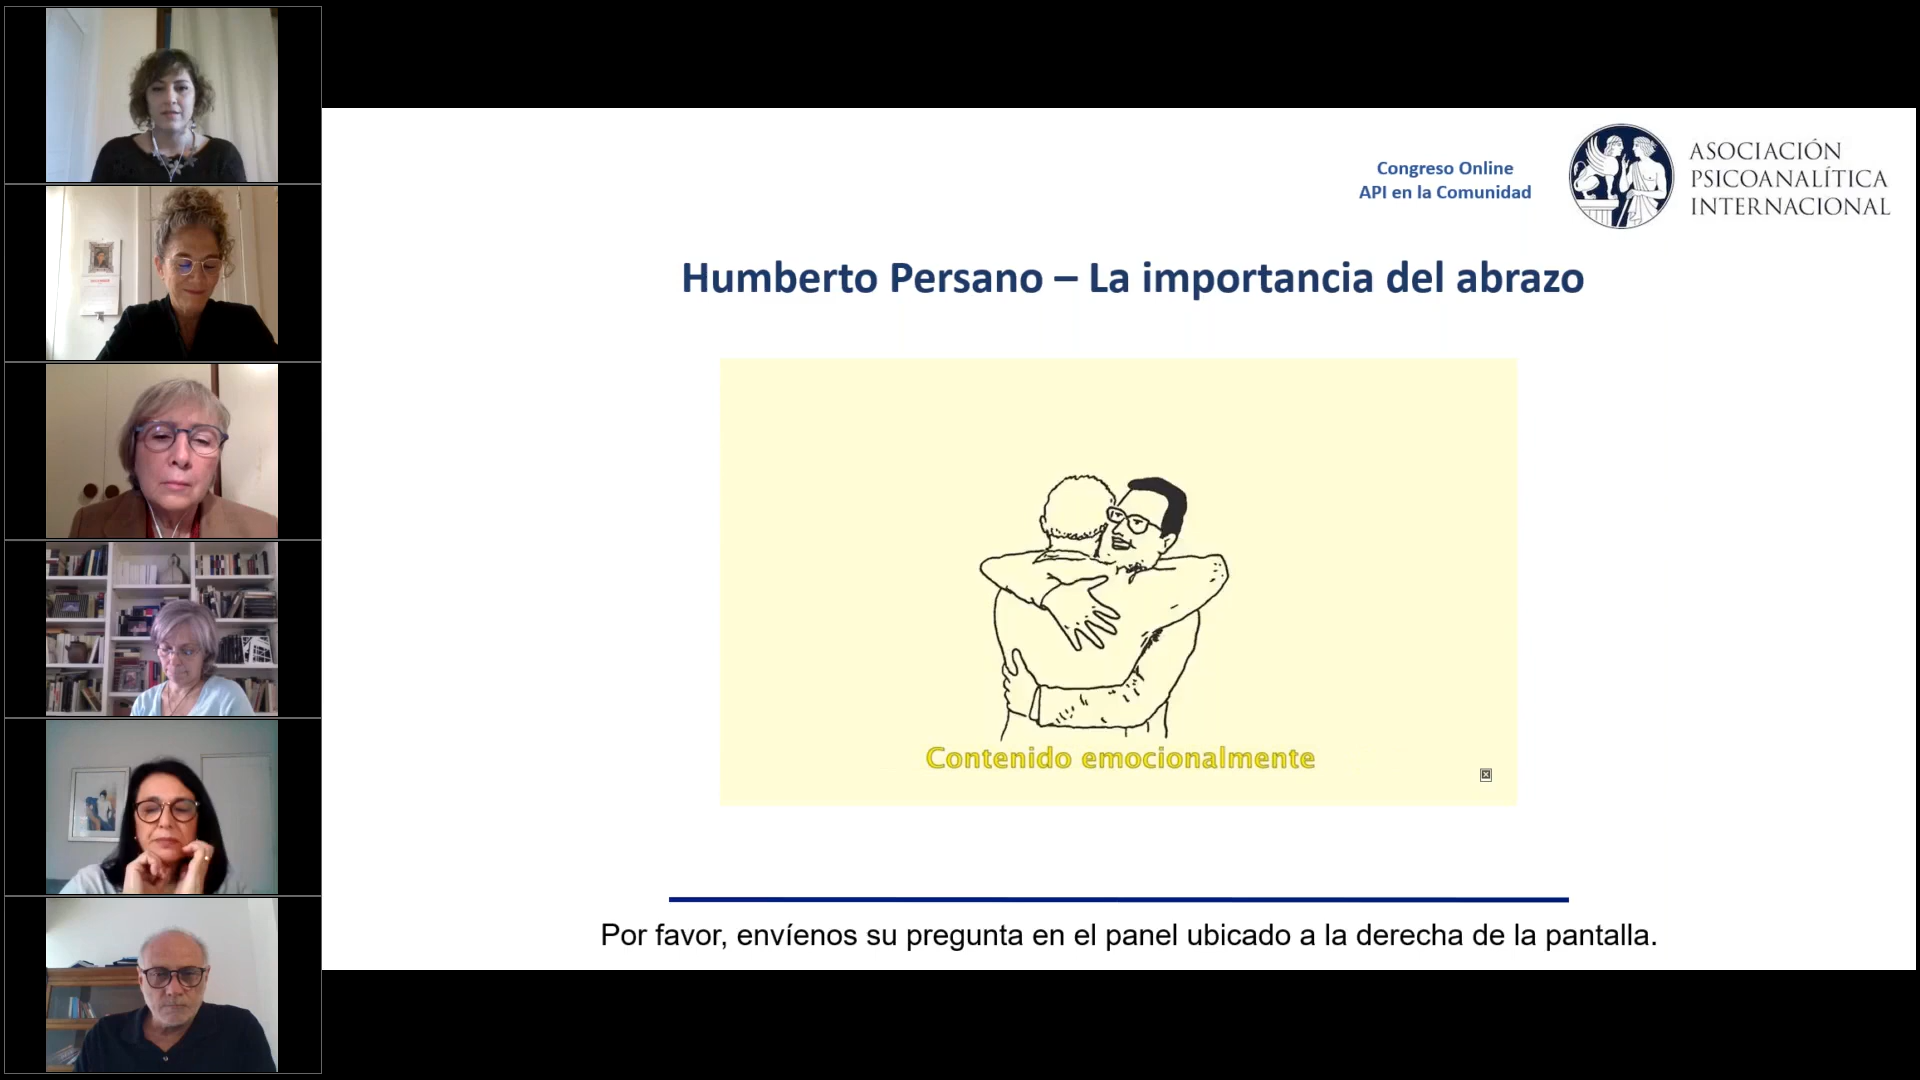 Congreso Online
API en la Comunidad
ASOCIACIÓN
PSICOANALÍTICA
INTERNACIONAL
Humberto Persano – La importancia del abrazo
Contenido emocionalmente
Por favor, envíenos su pregunta en el panel ubicado a la derecha de la pantalla.